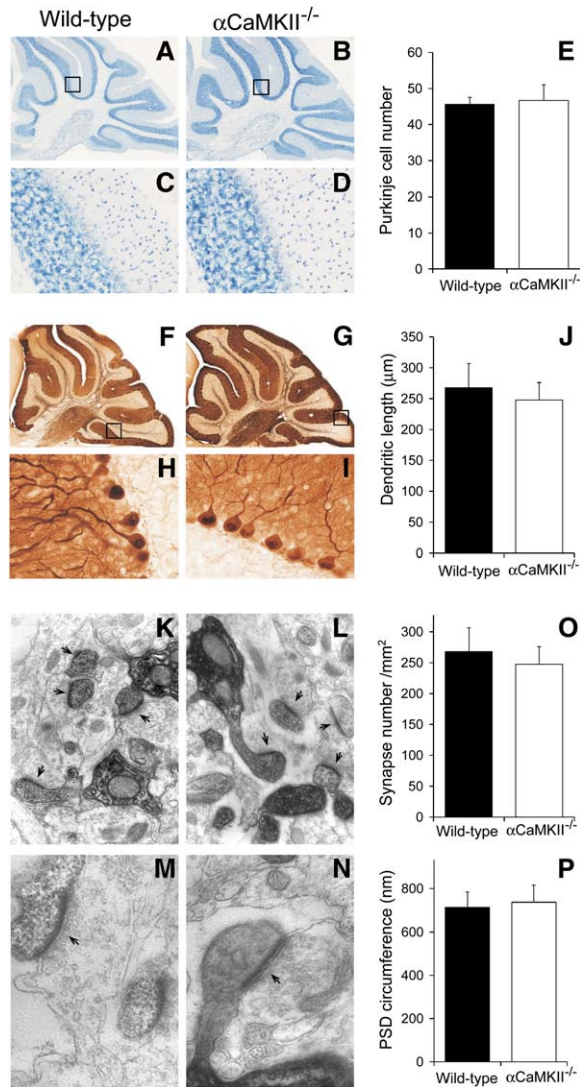 Wild-type
αCaMKII-/-
A
B
C
D
E
Purkinje cell number
60
50
40
30
20
10
0
Wild-type
αCaMKII-/-
F
G
H
I
J
Dendritic length (μm)
400
350
300
250
200
150
100
50
0
Wild-type
αCaMKII-/-
K
L
M
N
O
Synapse number /mm2
350
300
250
200
150
100
50
0
Wild-type
αCaMKII-/-
P
PSD circumference (nm)
800
600
400
200
0
Wild-type
αCaMKII-/-